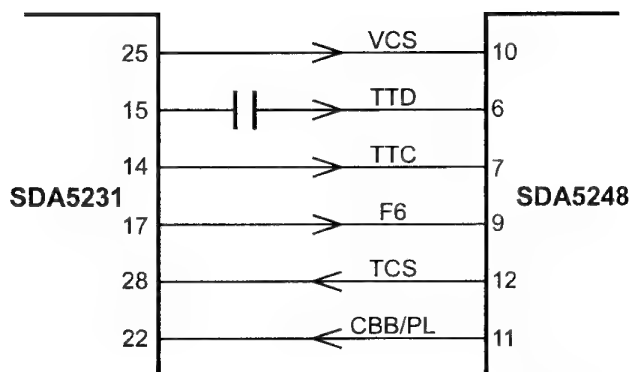 25 VCS 10
15 TTD 6
14 TTC 7
SDA5231 SDA5248
17 F6 9
28 TCS 12
22 CBB/PL 11